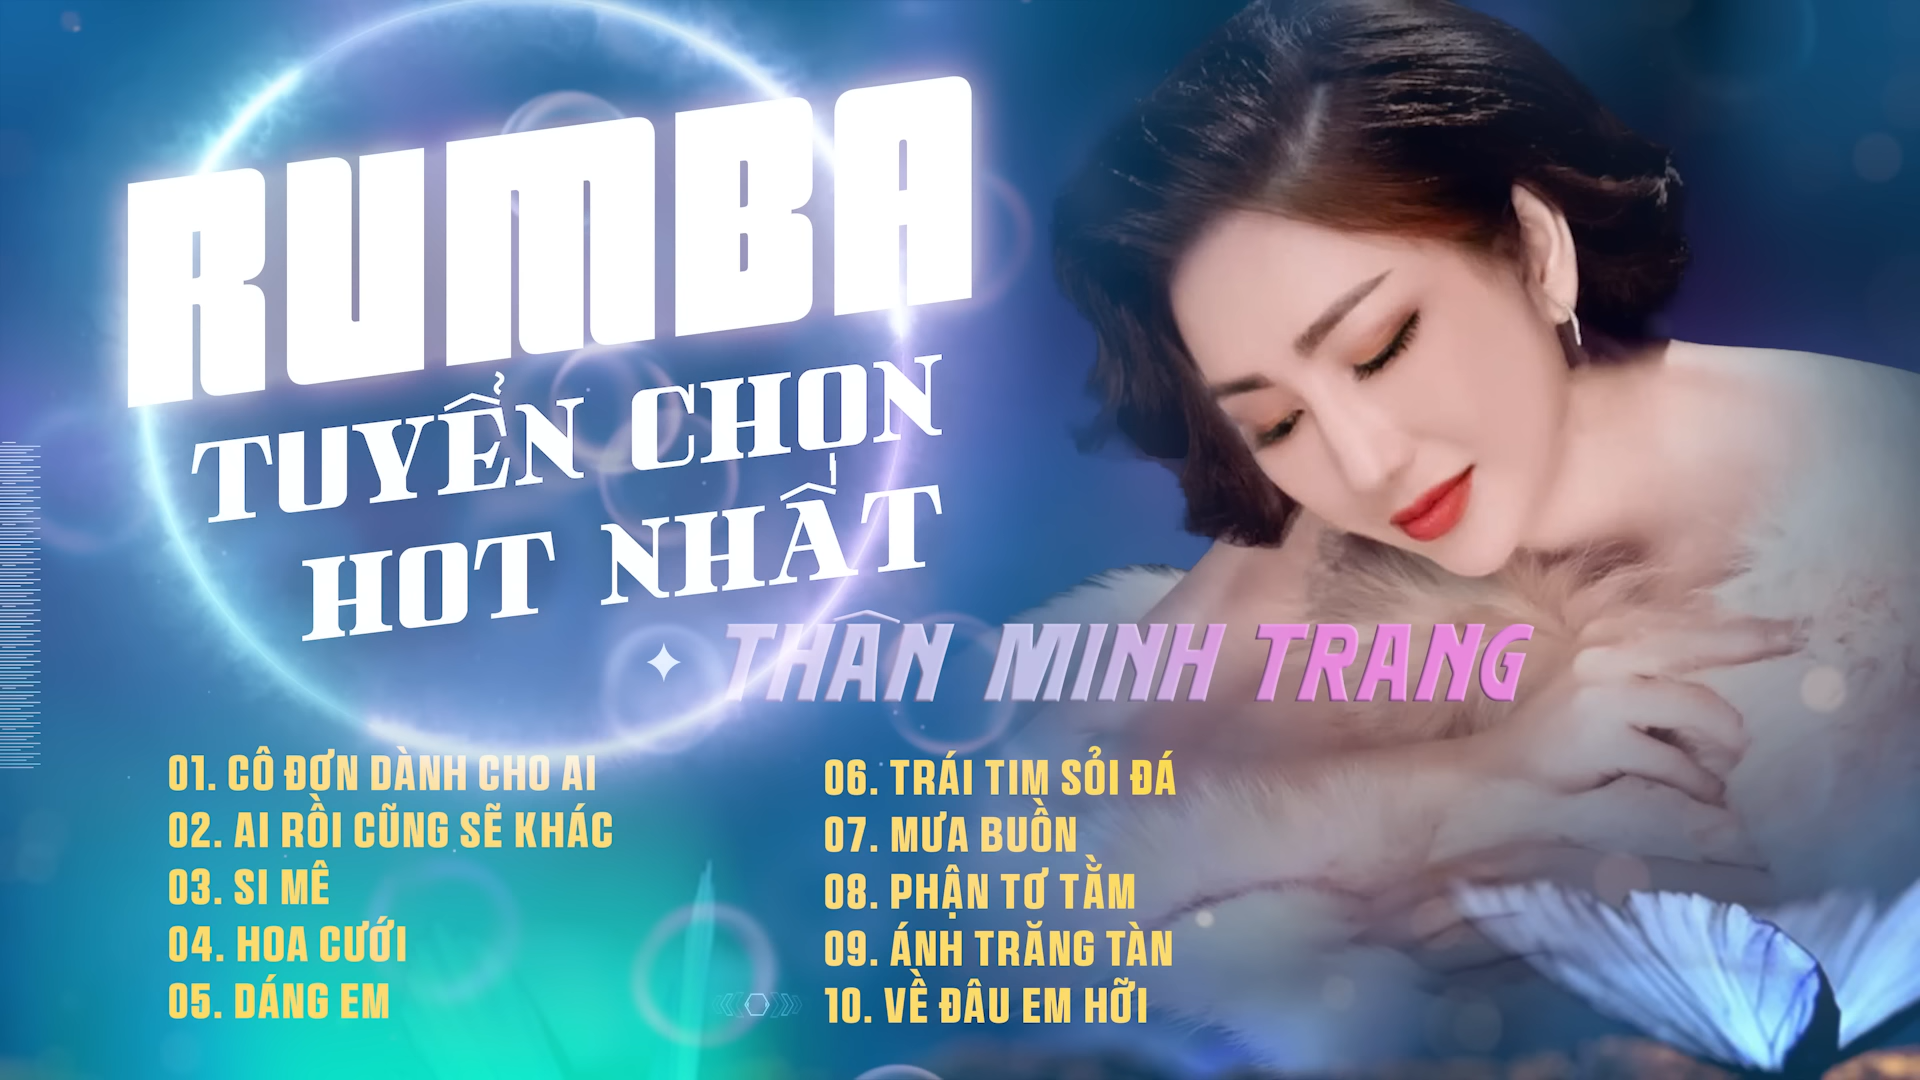 RUMBA
TUYỂN CHỌN
HOT NHẤT
THÂN MINH TRANG
01. CÔ ĐƠN DÀNH CHO AI
02. AI RỒI CŨNG SẼ KHÁC
03. SI MÊ
04. HOA CƯỚI
05. DÁNG EM
06. TRÁI TIM SỎI ĐÁ
07. MƯA BUỒN
08. PHẬN TƠ TẰM
09. ÁNH TRĂNG TÀN
10. VỀ ĐÂU EM HỠI